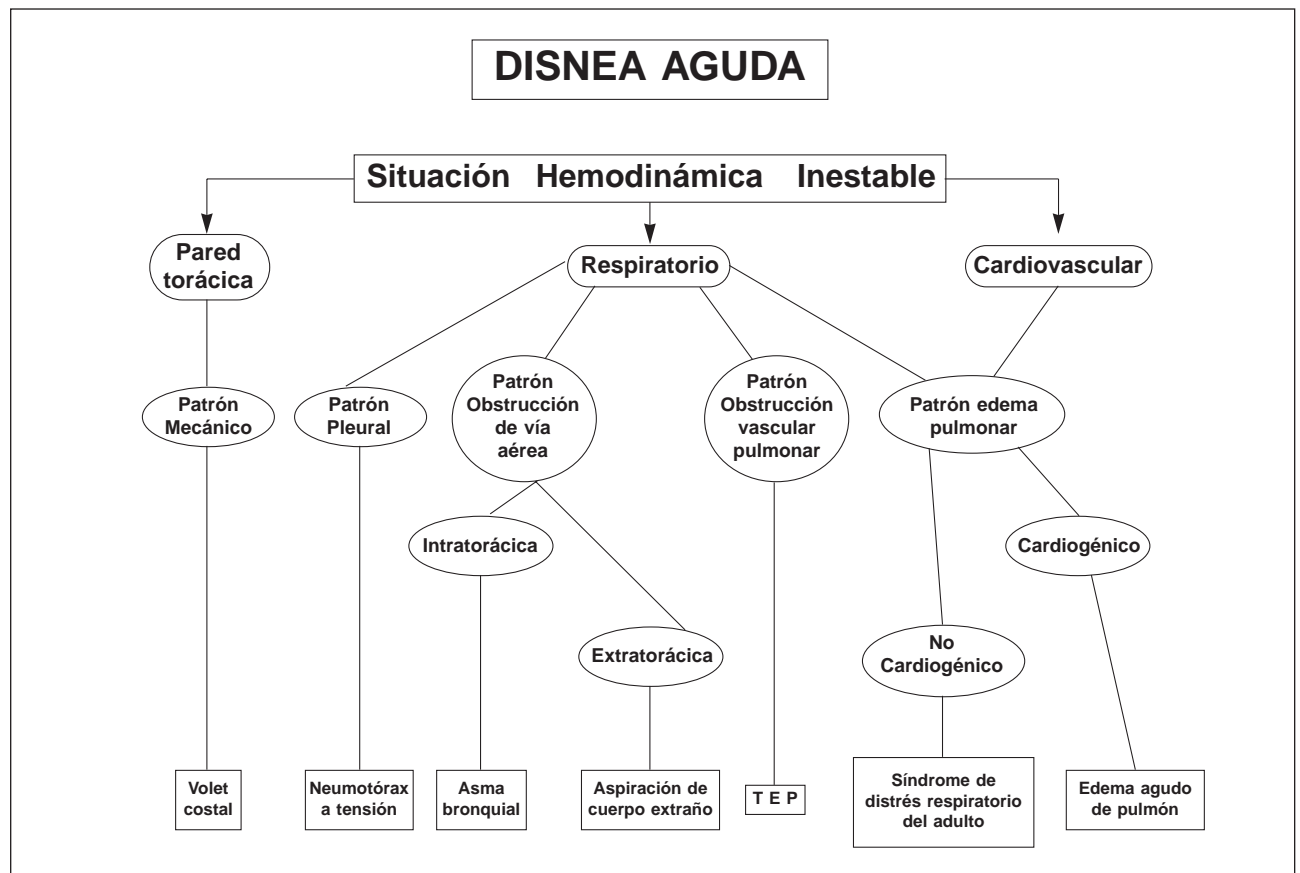 DISNEA AGUDA
Situación Hemodinámica Inestable
Pared
torácica
Respiratorio
Cardiovascular
Patrón
Mecánico
Patrón
Pleural
Patrón
Obstrucción
de vía
aérea
Patrón
Obstrucción
vascular
pulmonar
Patrón edema
pulmonar
Intratorácica
Cardiogénico
Extratorácica
No
Cardiogénico
Volet
costal
Neumotórax
a tensión
Asma
bronquial
Aspiración de
cuerpo extraño
T E P
Síndrome de
distrés respiratorio
del adulto
Edema agudo
de pulmón